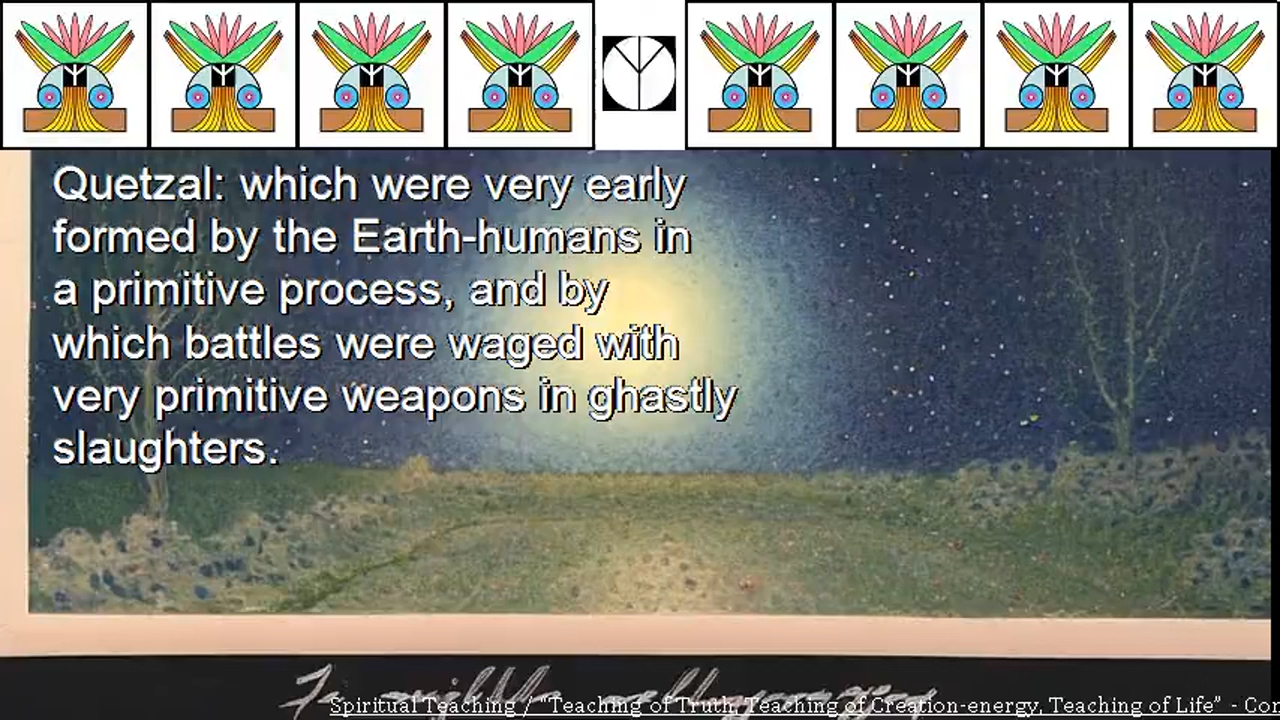 Quetzal: which were very early
formed by the Earth-humans in
a primitive process, and by
which battles were waged with
very primitive weapons in ghastly
slaughters.
Spiritual Teaching / “Teaching of Truth, Teaching of Creation-energy, Teaching of Life” - Con